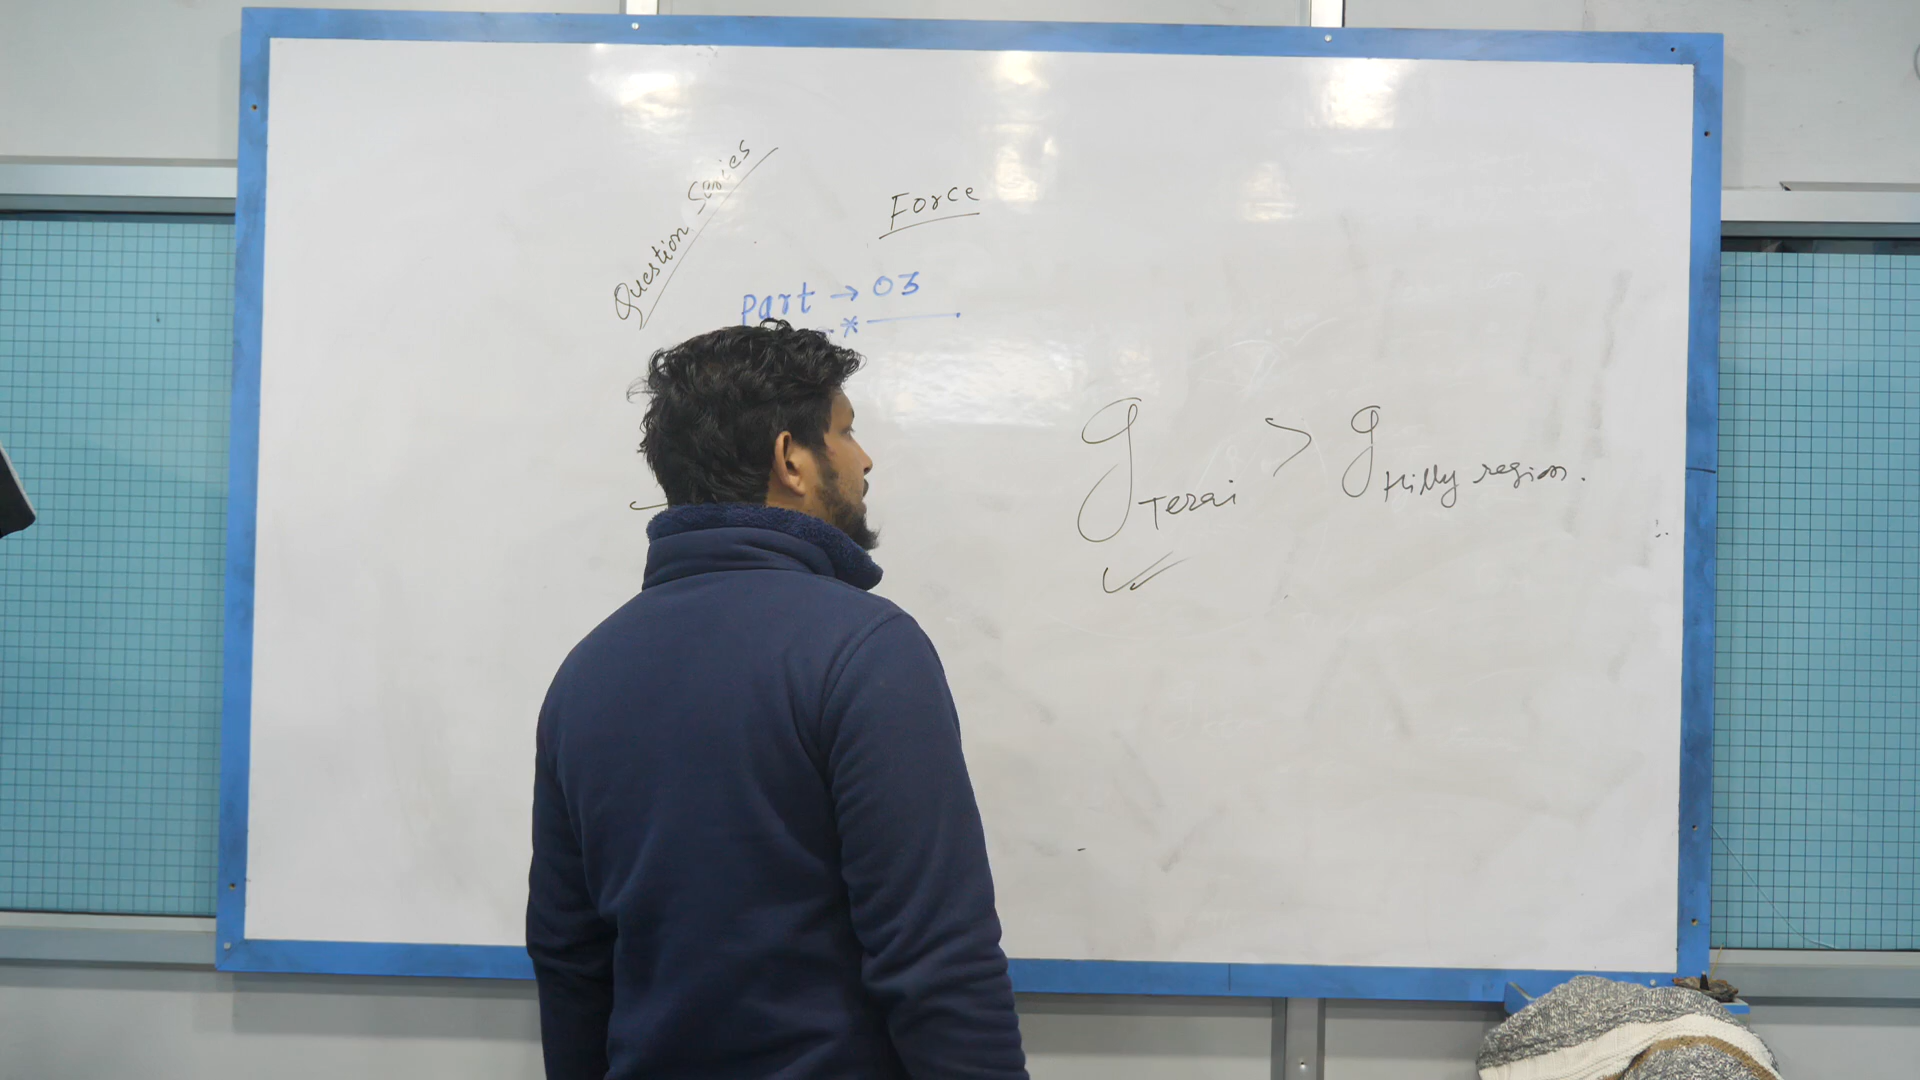 Question Series
Force
Part → 03
*
g Terai > g Hilly region.